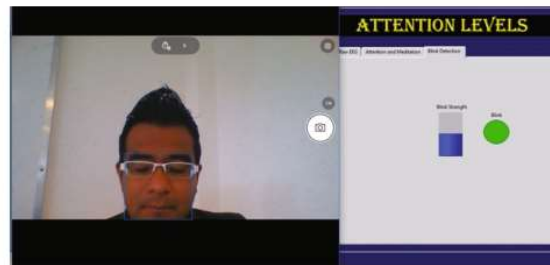 ATTENTION LEVELS
Raw EEG
Attention and Meditation
Blink Detection
Blink Strength
Blink